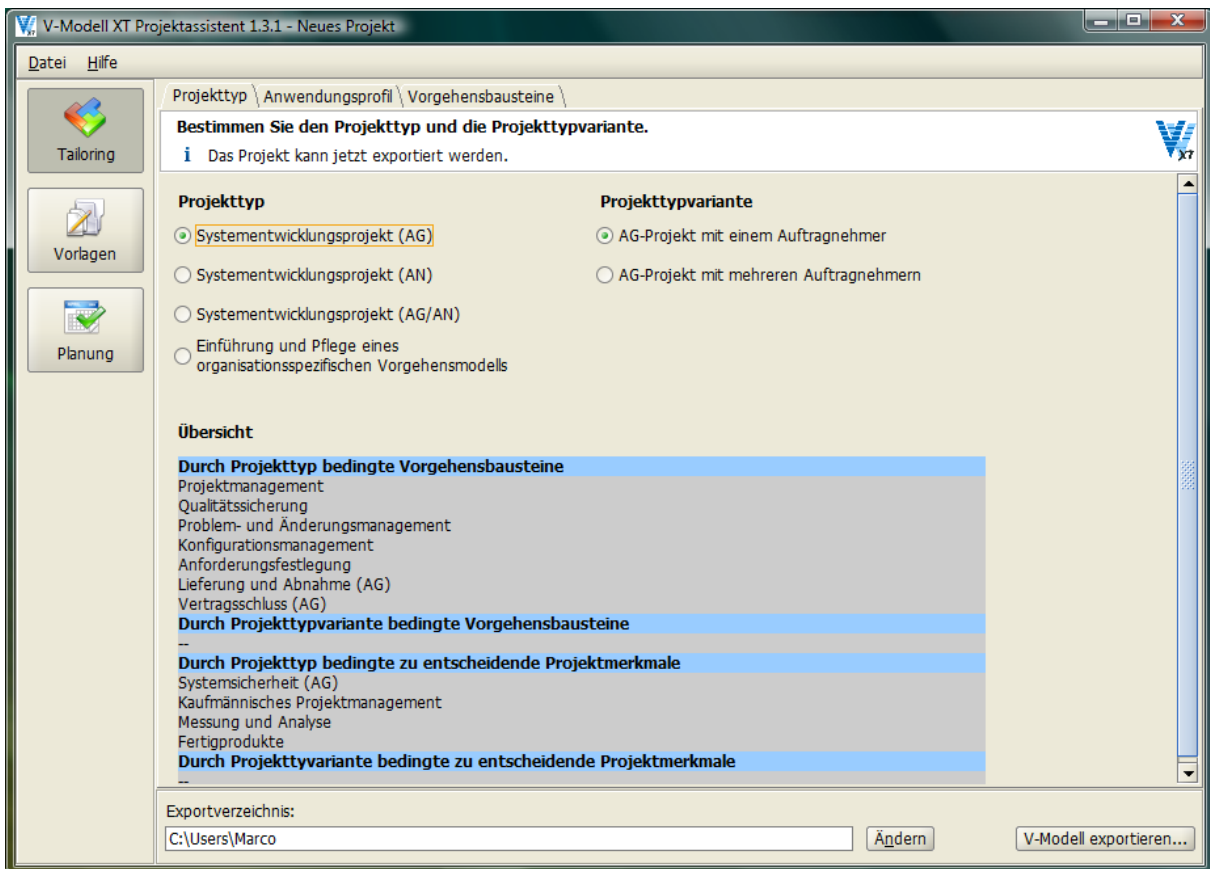 V-Modell XT Projektassistent 1.3.1 - Neues Projekt
Datei Hilfe
Tailoring
Vorlagen
Planung
Projekttyp Anwendungsprofil Vorgehensbausteine
Bestimmen Sie den Projekttyp und die Projekttypvariante.
i Das Projekt kann jetzt exportiert werden.
XT
Projekttyp
Systementwicklungsprojekt (AG)
Systementwicklungsprojekt (AN)
Systementwicklungsprojekt (AG/AN)
Einführung und Pflege eines
organisationsspezifischen Vorgehensmodells
Projekttypvariante
AG-Projekt mit einem Auftragnehmer
AG-Projekt mit mehreren Auftragnehmern
Übersicht
Durch Projekttyp bedingte Vorgehensbausteine
Projektmanagement
Qualitätssicherung
Problem- und Änderungsmanagement
Konfigurationsmanagement
Anforderungsfestlegung
Lieferung und Abnahme (AG)
Vertragsschluss (AG)
Durch Projekttypvariante bedingte Vorgehensbausteine
--
Durch Projekttyp bedingte zu entscheidende Projektmerkmale
Systemsicherheit (AG)
Kaufmännisches Projektmanagement
Messung und Analyse
Fertigprodukte
Durch Projekttyvariante bedingte zu entscheidende Projektmerkmale
--
Exportverzeichnis:
C:\Users\Marco
Ändern
V-Modell exportieren...